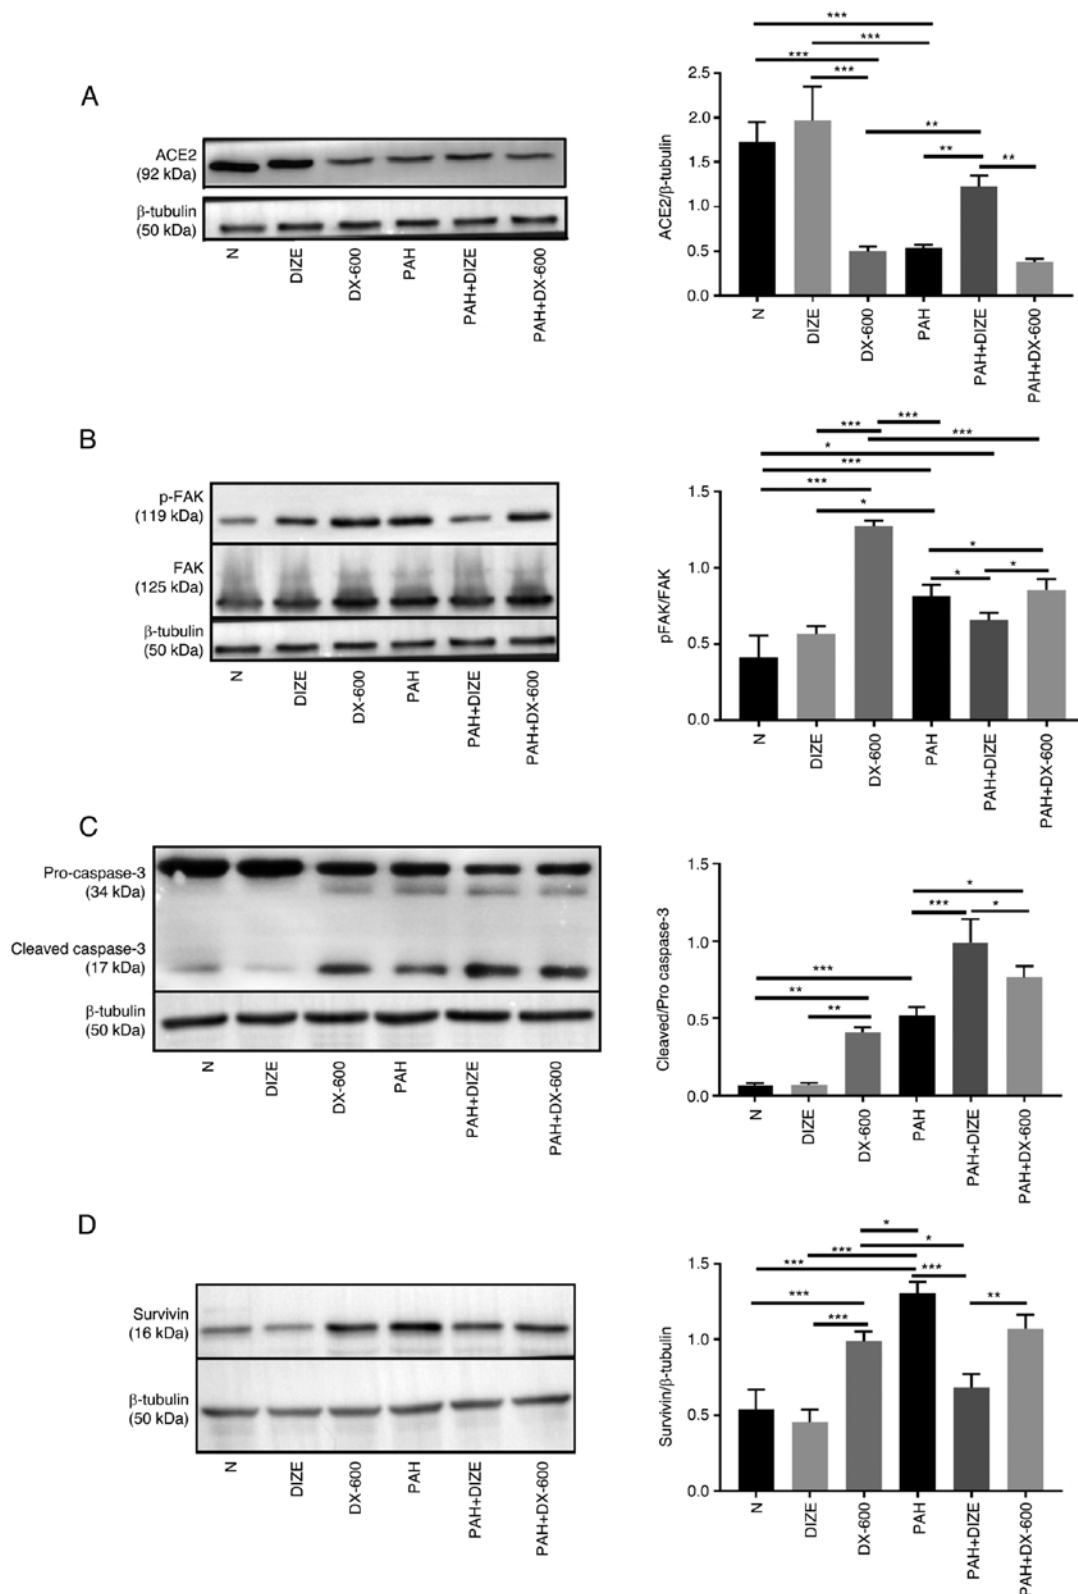 A
ACE2
(92 kDa)
β-tubulin
(50 kDa)
N
DIZE
DX-600
PAH
PAH+DIZE
PAH+DX-600
***
***
***
***
**
**
**
ACE2/β-tubulin
2.5
2.0
1.5
1.0
0.5
0.0
N
DIZE
DX-600
PAH
PAH+DIZE
PAH+DX-600
B
p-FAK
(119 kDa)
FAK
(125 kDa)
β-tubulin
(50 kDa)
N
DIZE
DX-600
PAH
PAH+DIZE
PAH+DX-600
***
***
***
*
***
***
*
*
*
*
pFAK/FAK
1.5
1.0
0.5
0.0
N
DIZE
DX-600
PAH
PAH+DIZE
PAH+DX-600
C
Pro-caspase-3
(34 kDa)
Cleaved caspase-3
(17 kDa)
β-tubulin
(50 kDa)
N
DIZE
DX-600
PAH
PAH+DIZE
PAH+DX-600
*
***
*
***
**
**
Cleaved/Pro caspase-3
1.5
1.0
0.5
0.0
N
DIZE
DX-600
PAH
PAH+DIZE
PAH+DX-600
D
Survivin
(16 kDa)
β-tubulin
(50 kDa)
N
DIZE
DX-600
PAH
PAH+DIZE
PAH+DX-600
*
*
***
***
***
***
**
***
Survivin/β-tubulin
1.5
1.0
0.5
0.0
N
DIZE
DX-600
PAH
PAH+DIZE
PAH+DX-600